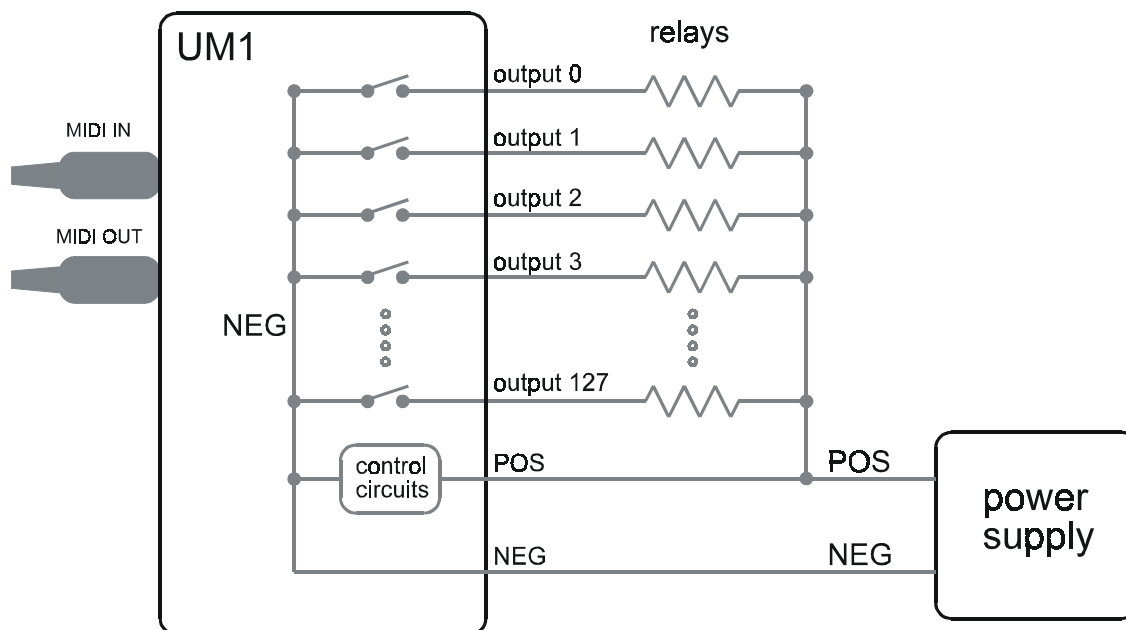 UM1
relays
output 0
MIDI IN
output 1
output 2
MIDI OUT
output 3
NEG
output 127
control
circuits
POS
POS
power
supply
NEG
NEG